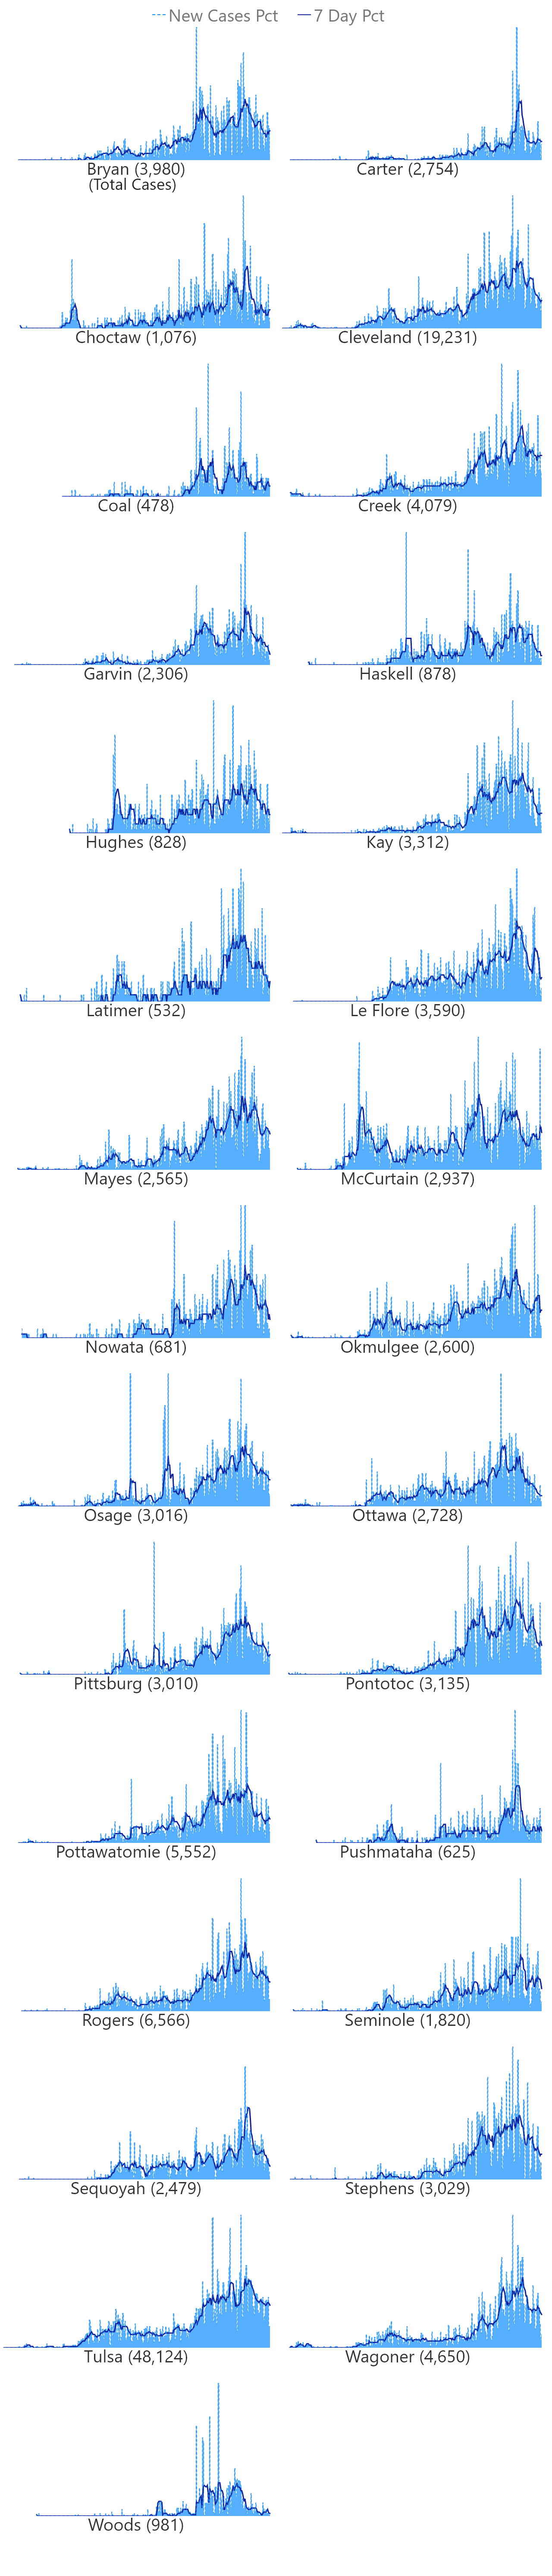 New Cases Pct 7 Day Pct
Bryan (3,980) Carter (2,754)
(Total Cases)
Choctaw (1,076) Cleveland (19,231)
Coal (478) Creek (4,079)
Garvin (2,306) Haskell (878)
Hughes (828) Kay (3,312)
Latimer (532) Le Flore (3,590)
Mayes (2,565) McCurtain (2,937)
Nowata (681) Okmulgee (2,600)
Osage (3,016) Ottawa (2,728)
Pittsburg (3,010) Pontotoc (3,135)
Pottawatomie (5,552) Pushmataha (625)
Rogers (6,566) Seminole (1,820)
Sequoyah (2,479) Stephens (3,029)
Tulsa (48,124) Wagoner (4,650)
Woods (981)